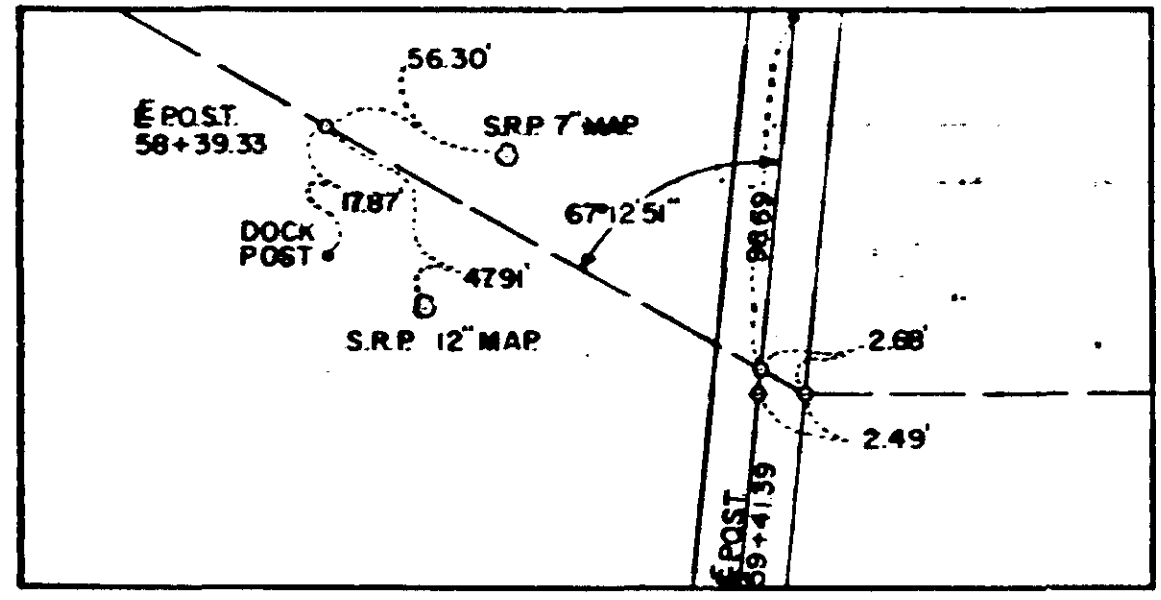 56.30'
℄ P.O.S.T.
58+39.33
S.R.P. 7" MAP.
17.87'
67°12'51"
98.69'
DOCK
POST
47.91'
S.R.P. 12" MAP.
2.68'
2.49'
℄ P.O.S.T.
59+41.39